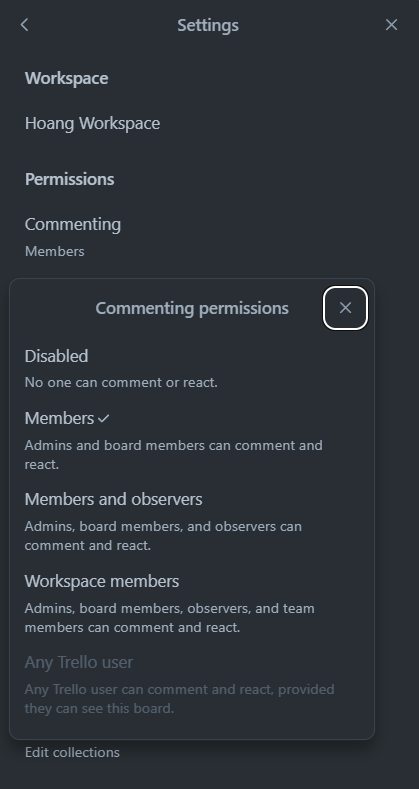 Settings
Workspace
Hoang Workspace
Permissions
Commenting
Members
Commenting permissions
Disabled
No one can comment or react.
Members
Admins and board members can comment and
react.
Members and observers
Admins, board members, and observers can
comment and react.
Workspace members
Admins, board members, observers, and team
members can comment and react.
Any Trello user
Any Trello user can comment and react, provided
they can see this board.
Edit collections